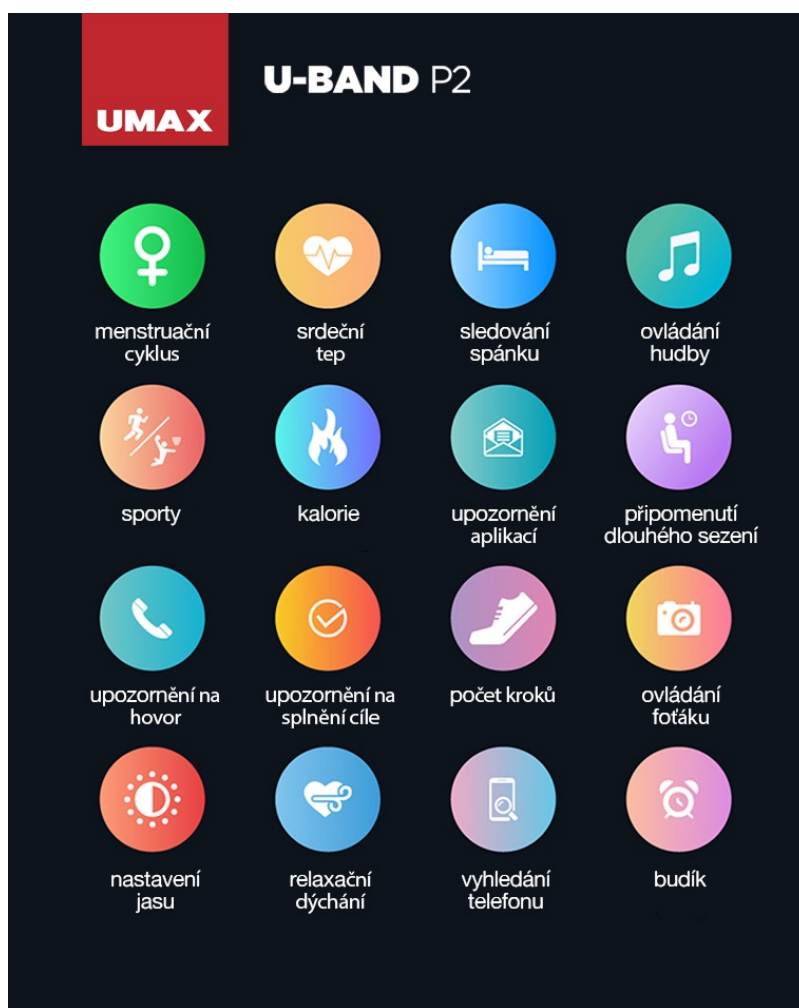 UMAX
U-BAND P2
menstruační
cyklus
srdeční
tep
sledování
spánku
ovládání
hudby
sporty
kalorie
upozornění
aplikací
připomenutí
dlouhého sezení
upozornění na
hovor
upozornění na
splnění cíle
počet kroků
ovládání
foťáku
nastavení
jasu
relaxační
dýchání
vyhledání
telefonu
budík